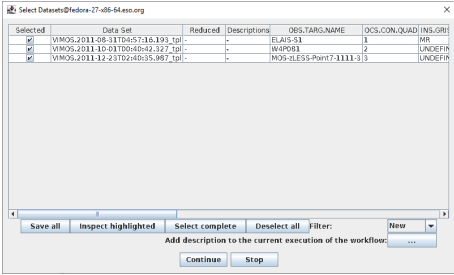 Select Datasets@fedora-27-x86-64.eso.org
Selected Data Set Reduced Descriptions OBS.TARG.NAME OCS.CON.QUAD INS.GRIS
VIMOS.2011-08-31T04:57:16.193_tpl - - ELAIS-S1 1 MR
VIMOS.2011-10-01T00:40:42.327_tpl - - W4P081 2 UNDEFIN
VIMOS.2011-12-23T02:40:35.987_tpl - - MOS-zLESS-Point7-1111-3 3 UNDEFIN
Save all Inspect highlighted Select complete Deselect all Filter: New
Add description to the current execution of the workflow: ...
Continue Stop